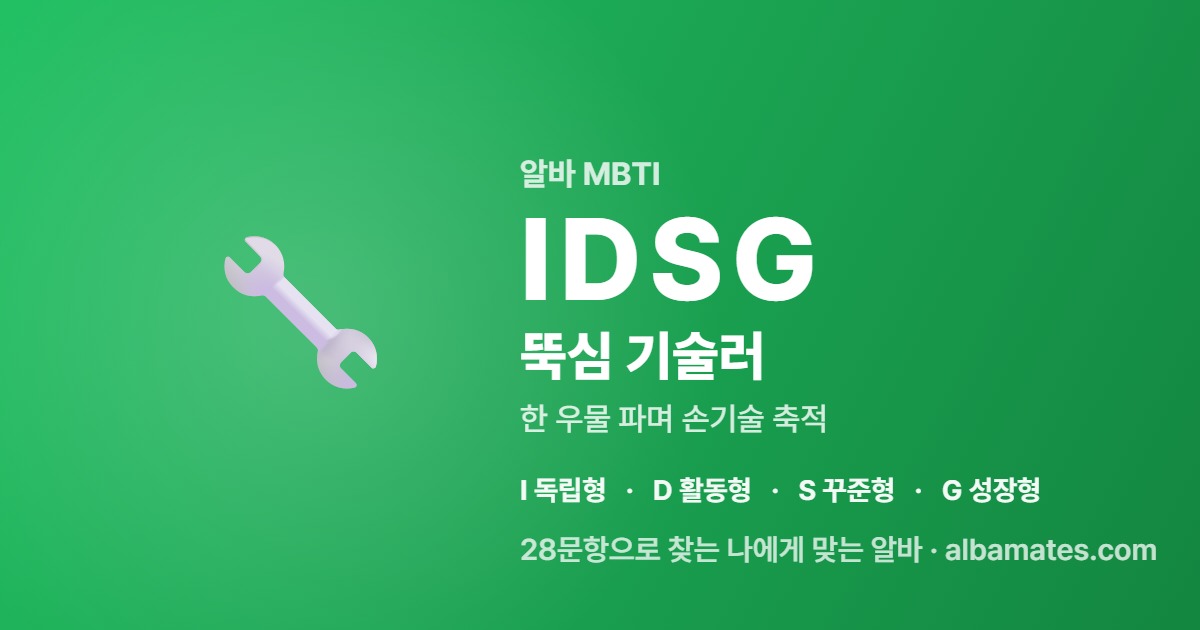 알바 MBTI
IDSG
뚝심 기술러
한 우물 파며 손기술 축적
I 독립형 · D 활동형 · S 꾸준형 · G 성장형
28문항으로 찾는 나에게 맞는 알바 · albamates.com